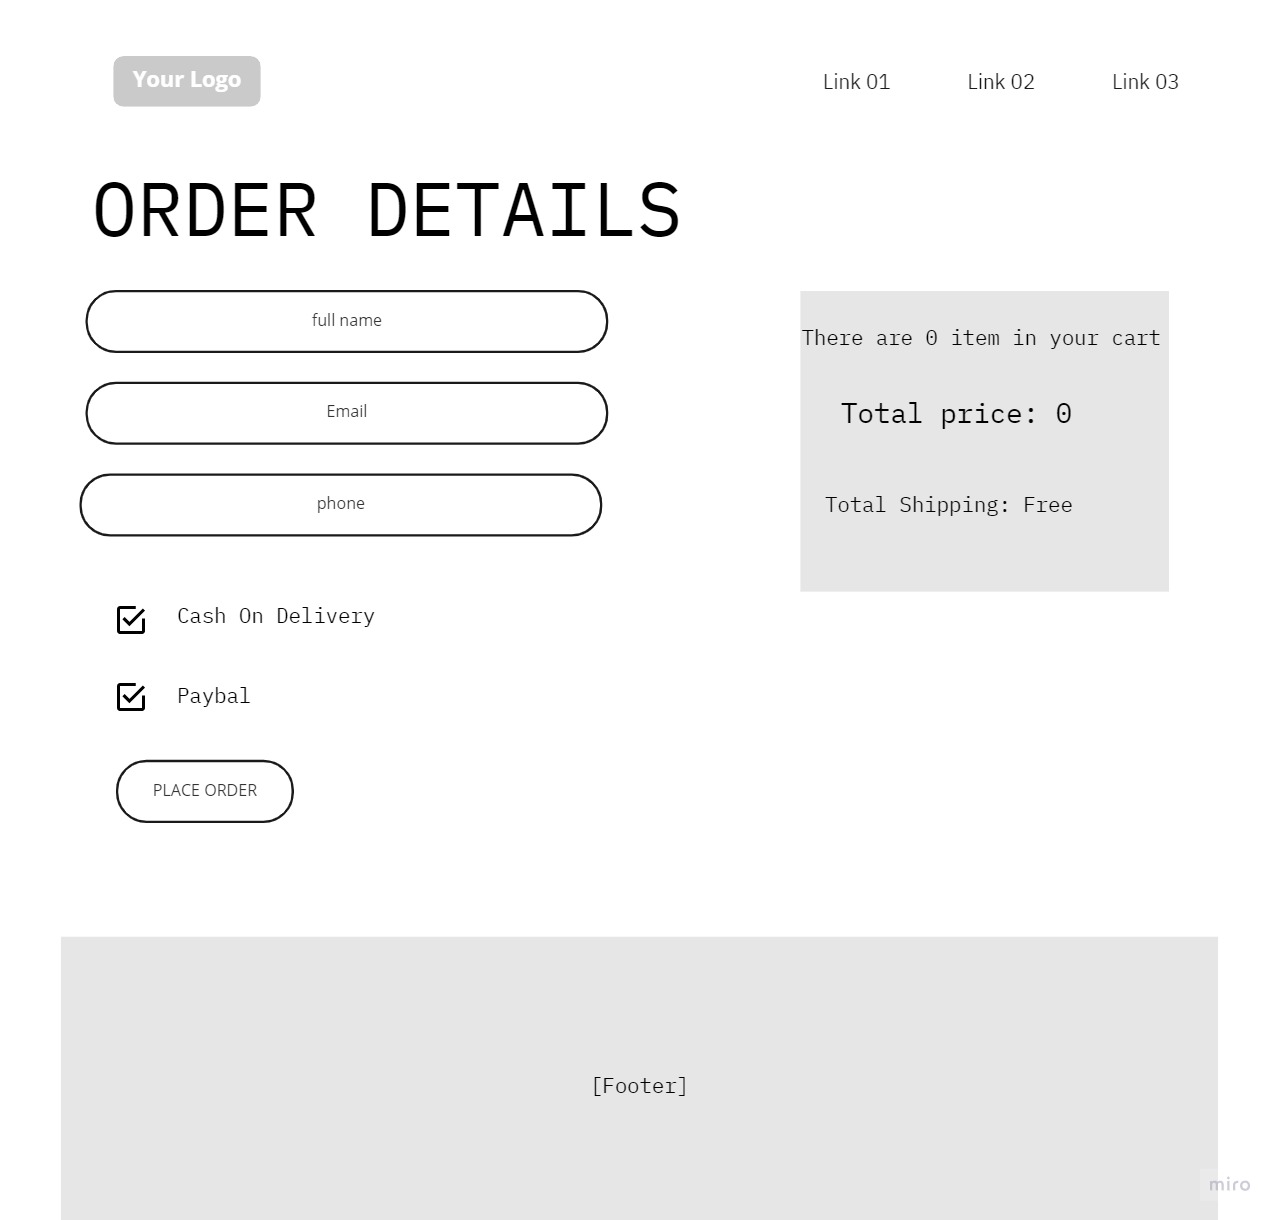 Your Logo
Link 01
Link 02
Link 03
ORDER DETAILS
full name
Email
phone
There are 0 item in your cart
Total price: 0
Total Shipping: Free
Cash On Delivery
Paybal
PLACE ORDER
[Footer]
miro